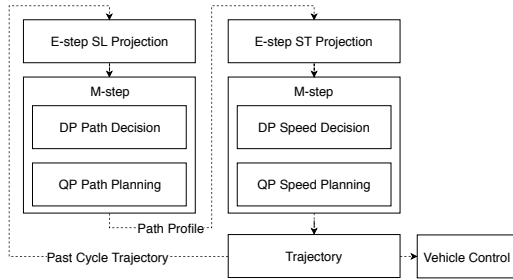 E-step SL Projection
E-step ST Projection
M-step
M-step
DP Path Decision
DP Speed Decision
QP Path Planning
QP Speed Planning
Path Profile
Past Cycle Trajectory
Trajectory
Vehicle Control